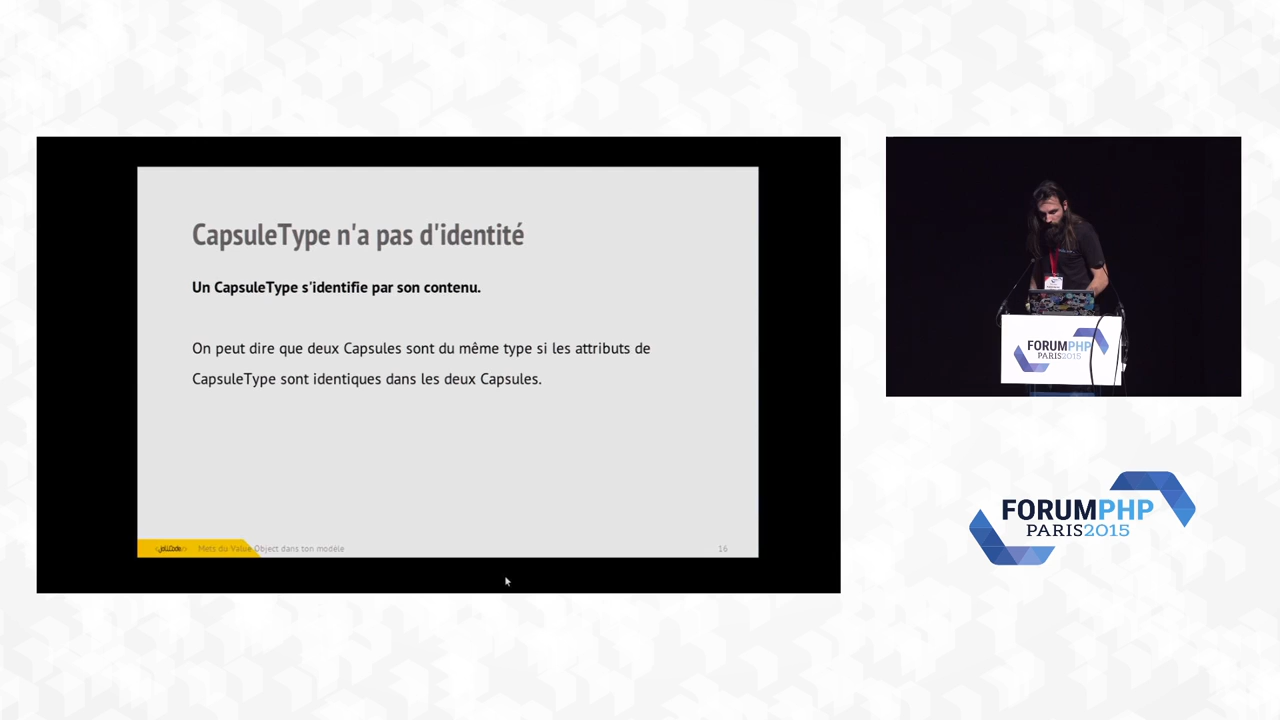 CapsuleType n'a pas d'identité
Un CapsuleType s'identifie par son contenu.
On peut dire que deux Capsules sont du même type si les attributs de
CapsuleType sont identiques dans les deux Capsules.
JoliCode
Mets du Value Object dans ton modèle
16
FORUMPHP
PARIS2015
FORUMPHP
PARIS2015